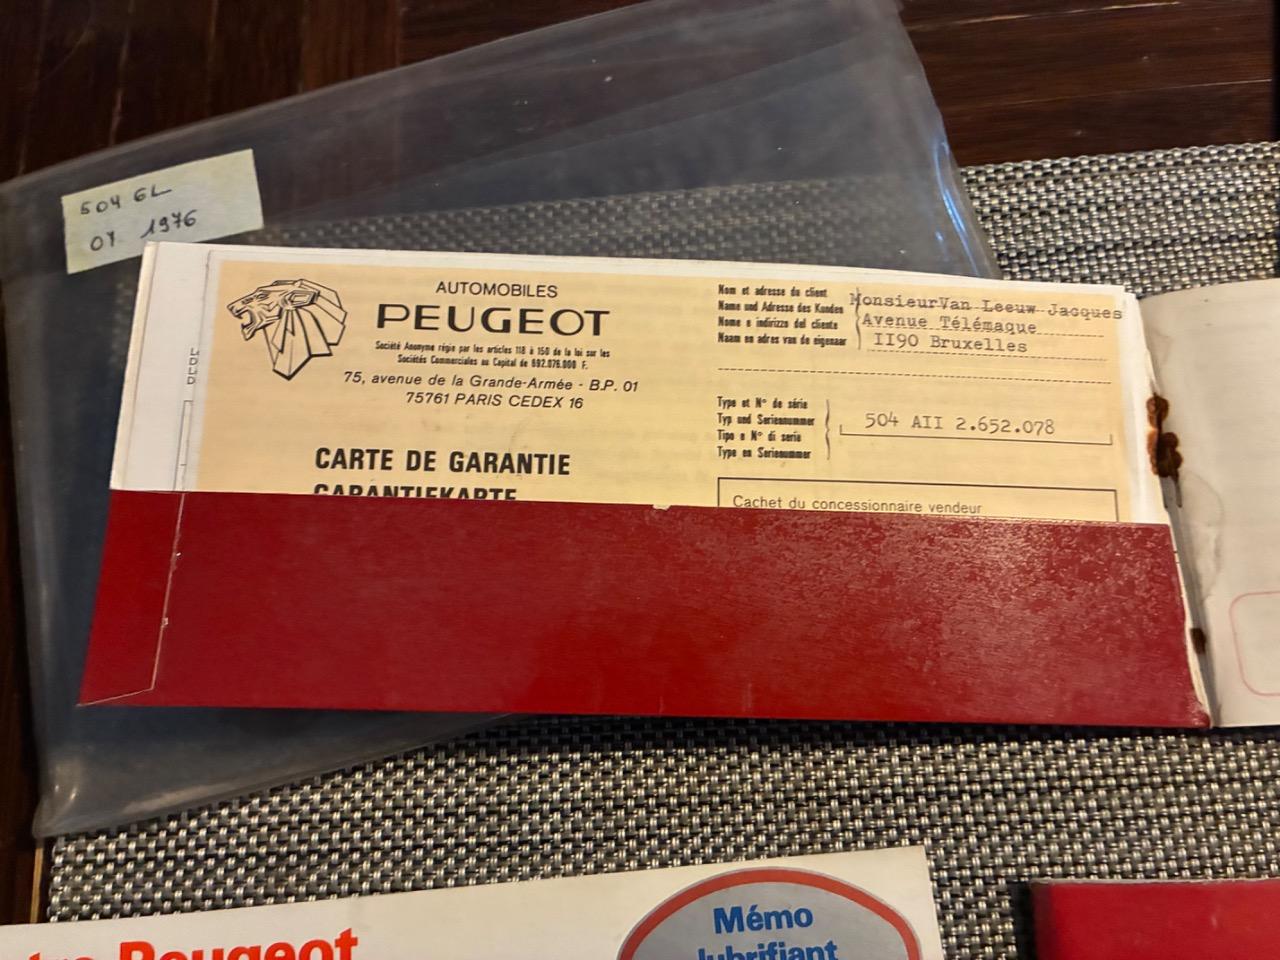 504 GL
07 1976
AUTOMOBILES
PEUGEOT
Société Anonyme régie par les articles 118 à 150 de la loi sur les
Sociétés Commerciales au Capital de 692.076.000 F.
75, avenue de la Grande-Armée - B.P. 01
75761 PARIS CEDEX 16
CARTE DE GARANTIE
GARANTIEKARTE
Nom et adresse du client
Name und Adresse des Kunden
Nome e indirizzo del cliente
Naam en adres van de eigenaar
MonsieurVan Leeuw Jacques
Avenue Télémaque
II90 Bruxelles
Type et N° de série
Typ und Seriennummer
Tipo e N° di serie
Type en Serienummer
504 AII 2.652.078
Cachet du concessionnaire vendeur
Peugeot
Mémo
lubrifiant